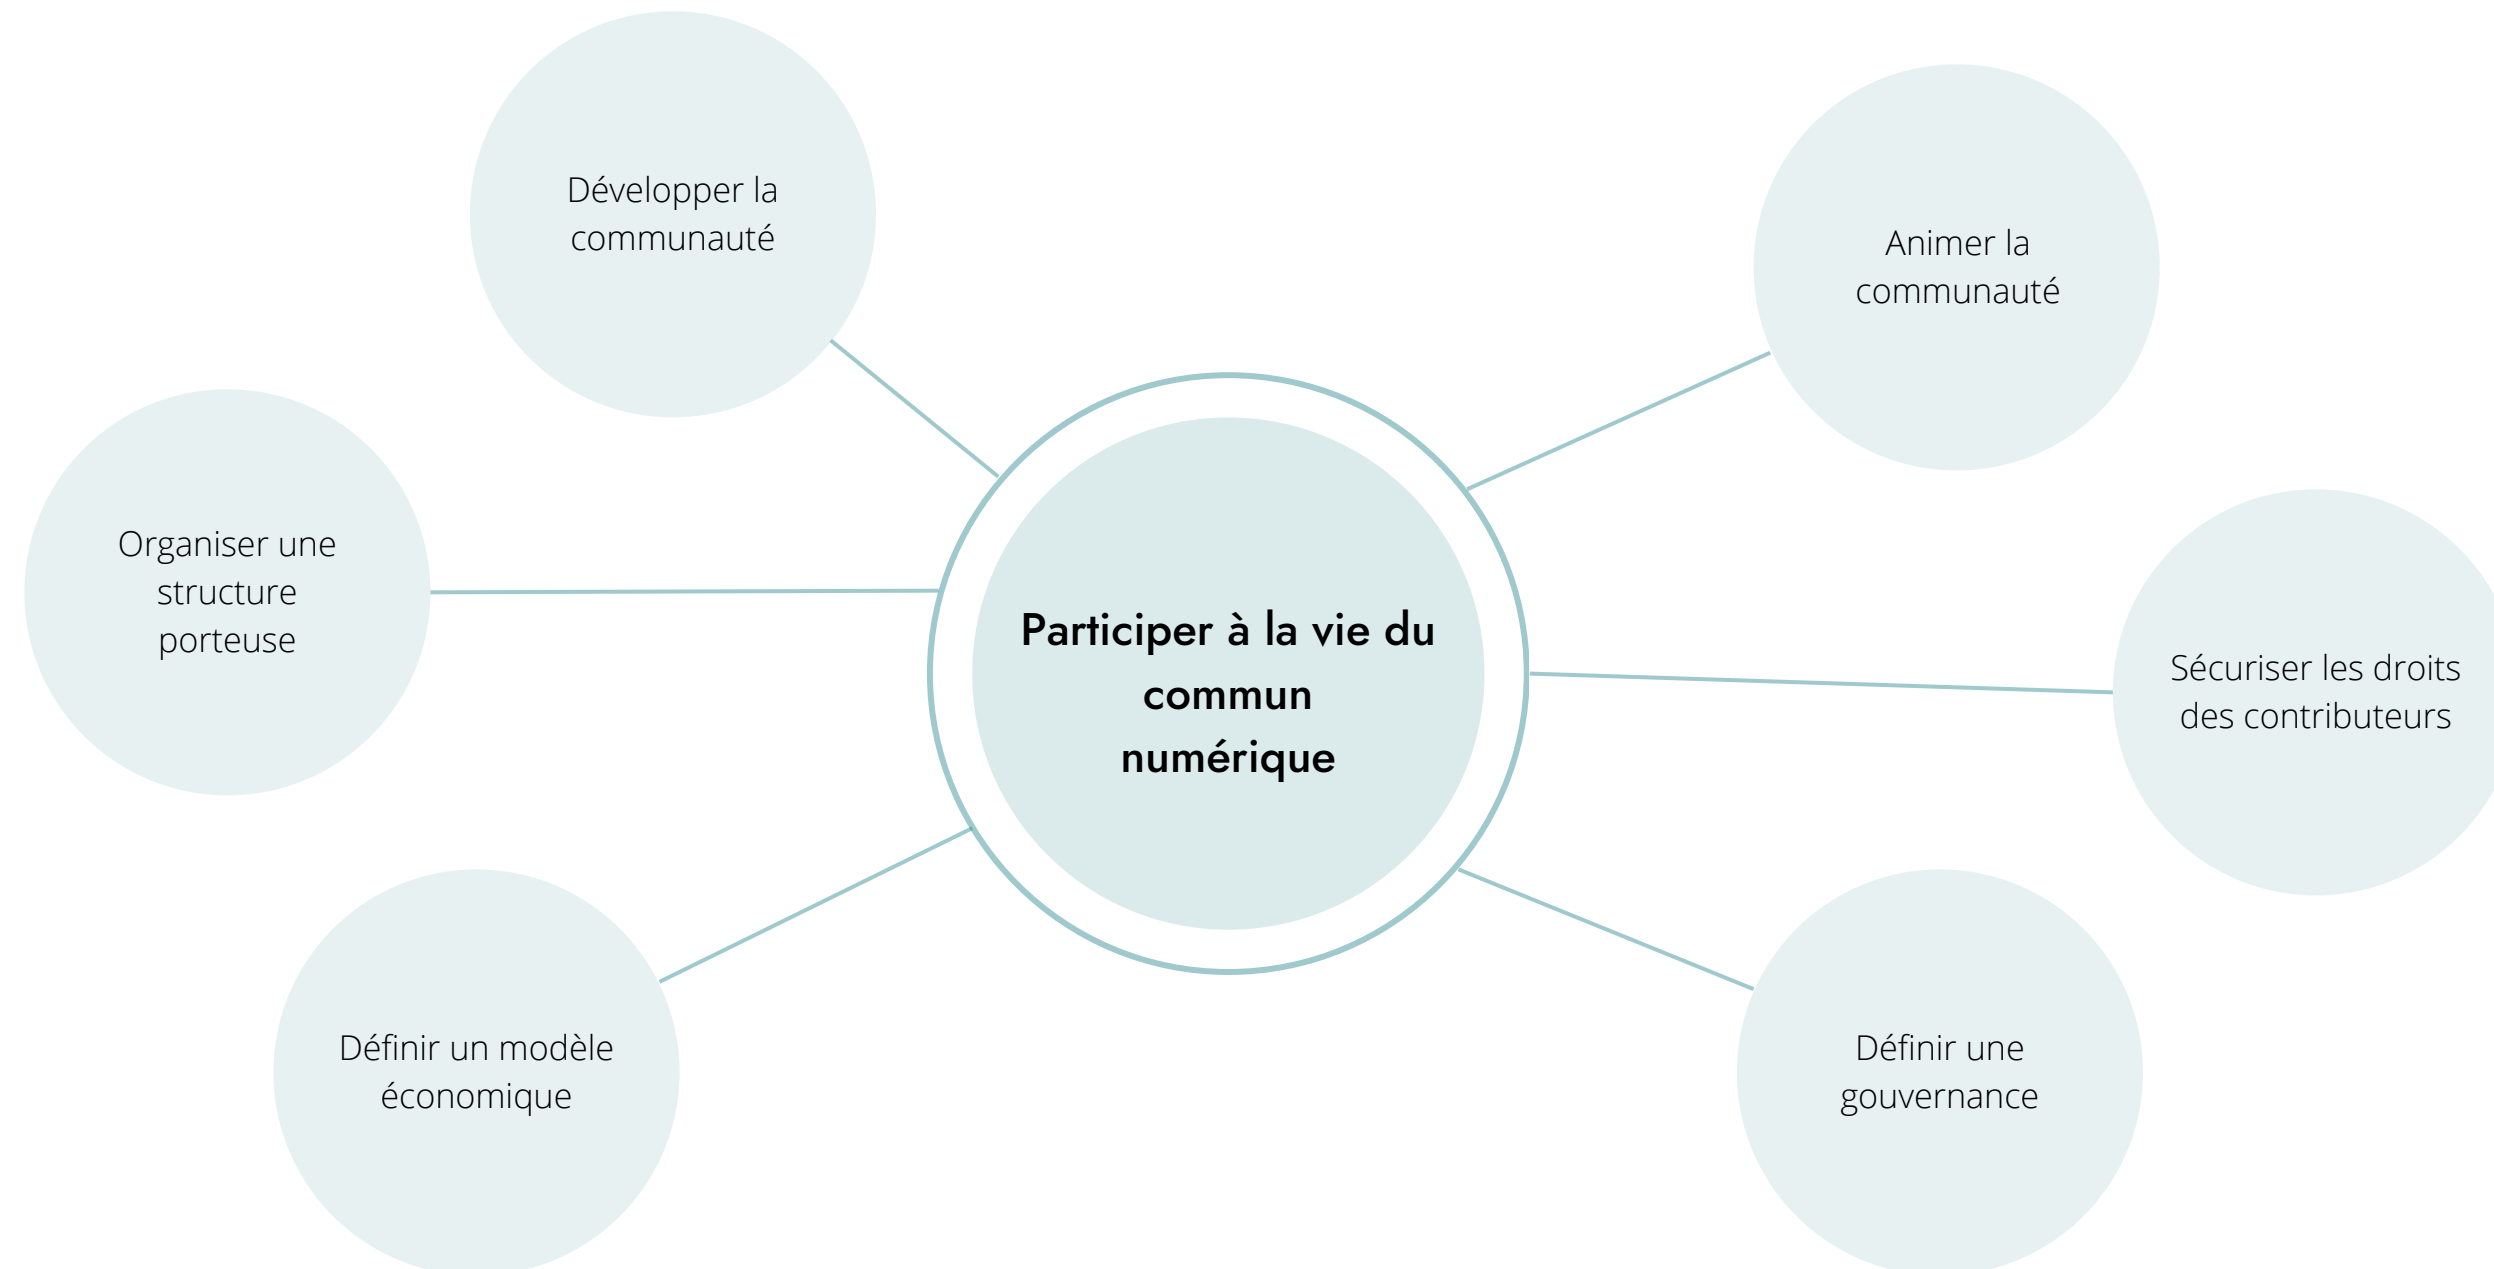 Développer la
communauté
Animer la
communauté
Organiser une
structure
porteuse
Participer à la vie du
commun
numérique
Sécuriser les droits
des contributeurs
Définir un modèle
économique
Définir une
gouvernance